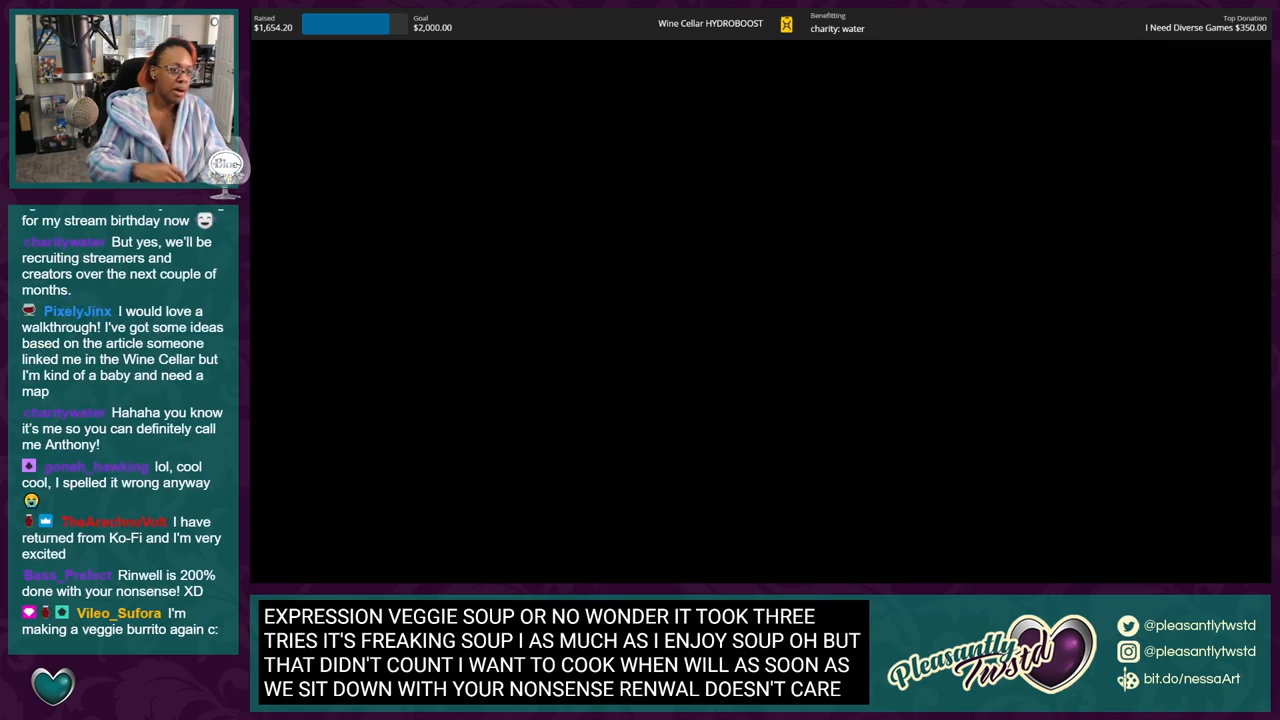 Raised
$1,654.20
Goal
$2,000.00
Wine Cellar HYDROBOOST
Benefitting
charity: water
Top Donation
I Need Diverse Games $350.00
Blue
for my stream birthday now
charitywater But yes, we'll be
recruiting streamers and
creators over the next couple of
months.
PixelyJinx I would love a
walkthrough! I've got some ideas
based on the article someone
linked me in the Wine Cellar but
I'm kind of a baby and need a
map
charitywater Hahaha you know
it's me so you can definitely call
me Anthony!
gonah_hawking lol, cool
cool, I spelled it wrong anyway
TheArachnoVolt I have
returned from Ko-Fi and I'm very
excited
Bass_Prefect Rinwell is 200%
done with your nonsense! XD
Vileo_Sufora I'm
making a veggie burrito again c:
EXPRESSION VEGGIE SOUP OR NO WONDER IT TOOK THREE
TRIES IT'S FREAKING SOUP I AS MUCH AS I ENJOY SOUP OH BUT
THAT DIDN'T COUNT I WANT TO COOK WHEN WILL AS SOON AS
WE SIT DOWN WITH YOUR NONSENSE RENWAL DOESN'T CARE
Pleasantly
Twstd
@pleasantlytwstd
@pleasantlytwstd
bit.do/nessaArt